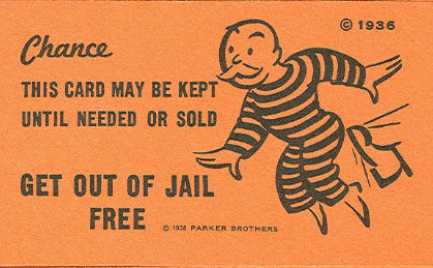 Chance
© 1936
THIS CARD MAY BE KEPT
UNTIL NEEDED OR SOLD
GET OUT OF JAIL
FREE
© 1936 PARKER BROTHERS